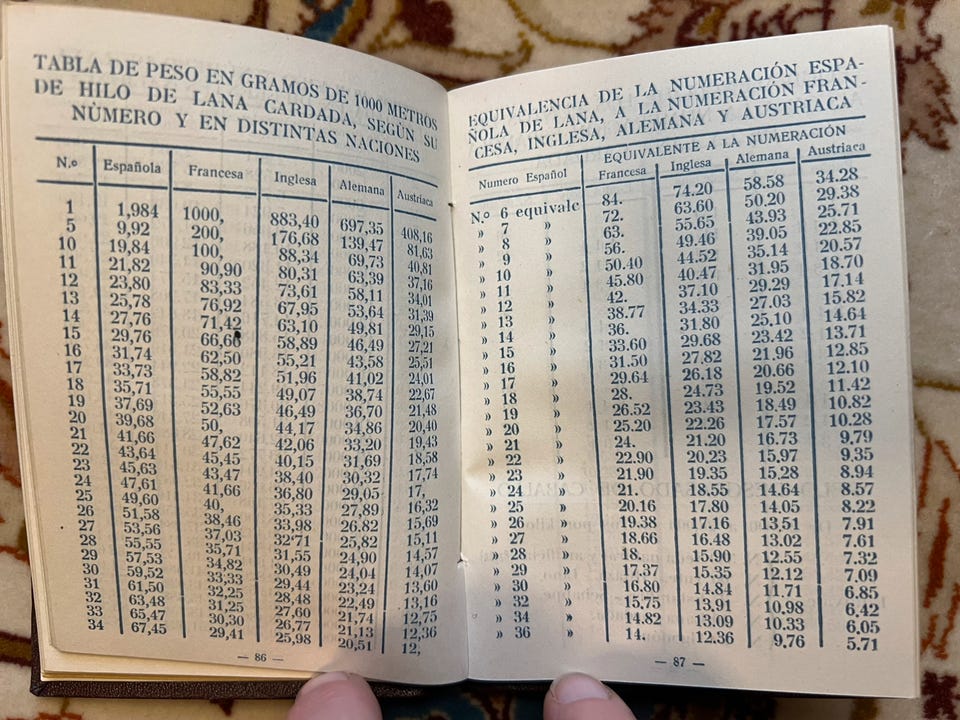 TABLA DE PESO EN GRAMOS DE 1000 METROS
DE HILO DE LANA CARDADA, SEGÚN SU
NÚMERO Y EN DISTINTAS NACIONES
N.º Española Francesa Inglesa Alemana Austriaca
1 1,984 1000, 883,40 697,35 408,16
5 9,92 200, 176,68 139,47 81,63
10 19,84 100, 88,34 69,73 40,81
11 21,82 90,90 80,31 63,39 37,16
12 23,80 83,33 73,61 58,11 34,01
13 25,78 76,92 67,95 53,64 31,39
14 27,76 71,42 63,10 49,81 29,15
15 29,76 66,66 58,89 46,49 27,21
16 31,74 62,50 55,21 43,58 25,51
17 33,73 58,82 51,96 41,02 24,01
18 35,71 55,55 49,07 38,74 22,67
19 37,69 52,63 46,49 36,70 21,48
20 39,68 50, 44,17 34,86 20,40
21 41,66 47,62 42,06 33,20 19,43
22 43,64 45,45 40,15 31,69 18,58
23 45,63 43,47 38,40 30,32 17,74
24 47,61 41,66 36,80 29,05 17,
25 49,60 40, 35,33 27,89 16,32
26 51,58 38,46 33,98 26,82 15,69
27 53,56 37,03 32'71 25,82 15,11
28 55,55 35,71 31,55 24,90 14,57
29 57,53 34,82 30,49 24,04 14,07
30 59,52 33,33 29,44 23,24 13,60
31 61,50 32,25 28,48 22,49 13,16
32 63,48 31,25 27,60 21,74 12,75
33 65,47 30,30 26,77 21,13 12,36
34 67,45 29,41 25,98 20,51 12,
— 86 —
EQUIVALENCIA DE LA NUMERACIÓN ESPA-
ÑOLA DE LANA, A LA NUMERACIÓN FRAN-
CESA, INGLESA, ALEMANA Y AUSTRIACA
EQUIVALENTE A LA NUMERACIÓN
Numero Español Francesa Inglesa Alemana Austriaca
N.º 6 equivale 84. 74.20 58.58 34.28
» 7 » 72. 63.60 50.20 29.38
» 8 » 63. 55.65 43.93 25.71
» 9 » 56. 49.46 39.05 22.85
» 10 » 50.40 44.52 35.14 20.57
» 11 » 45.80 40.47 31.95 18.70
» 12 » 42. 37.10 29.29 17.14
» 13 » 38.77 34.33 27.03 15.82
» 14 » 36. 31.80 25,10 14.64
» 15 » 33.60 29.68 23.42 13.71
» 16 » 31.50 27.82 21.96 12.85
» 17 » 29.64 26.18 20.66 12.10
» 18 » 28. 24.73 19.52 11.42
» 19 » 26.52 23.43 18.49 10.82
» 20 » 25.20 22.26 17.57 10.28
» 21 » 24. 21.20 16.73 9.79
» 22 » 22.90 20.23 15.97 9.35
» 23 » 21.90 19.35 15,28 8.94
» 24 » 21. 18.55 14.64 8.57
» 25 » 20.16 17.80 14.05 8.22
» 26 » 19.38 17.16 13,51 7.91
» 27 » 18.66 16.48 13.02 7.61
» 28 » 18. 15.90 12.55 7.32
» 29 » 17.37 15.35 12.12 7.09
» 30 » 16.80 14.84 11.71 6.85
» 32 » 15,75 13.91 10.98 6.42
» 34 » 14.82 13.09 10.33 6.05
» 36 » 14. 12.36 9,76 5.71
— 87 —